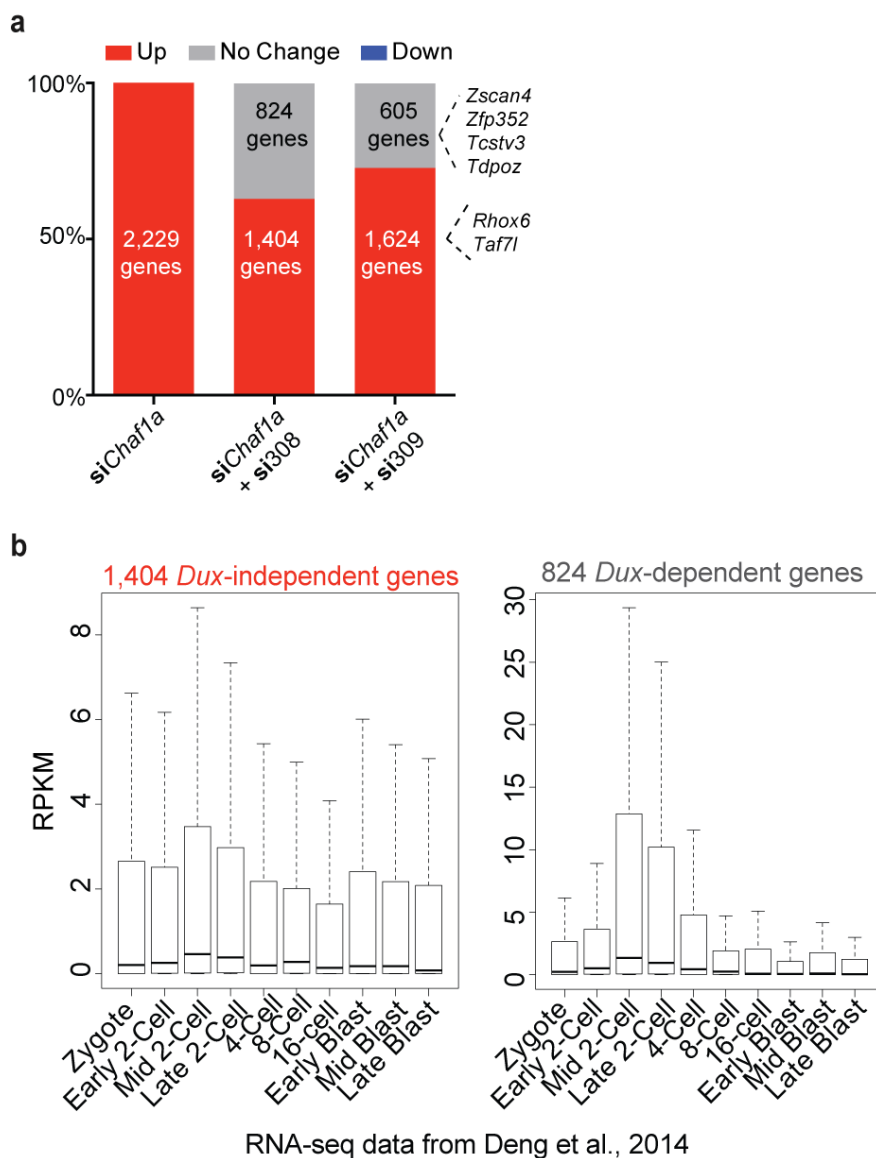 a
Up No Change Down
100%
50%
0%
824
genes
605
genes
2,229
genes
1,404
genes
1,624
genes
Zscan4
Zfp352
Tcstv3
Tdpoz
Rhox6
Taf7l
siChaf1a
siChaf1a
+ si308
siChaf1a
+ si309
b
1,404 Dux-independent genes
824 Dux-dependent genes
RPKM
8
6
4
2
0
30
25
20
15
10
5
0
Zygote
Early 2-Cell
Mid 2-Cell
Late 2-Cell
4-Cell
8-Cell
16-cell
Early Blast
Mid Blast
Late Blast
Zygote
Early 2-Cell
Mid 2-Cell
Late 2-Cell
4-Cell
8-Cell
16-cell
Early Blast
Mid Blast
Late Blast
RNA-seq data from Deng et al., 2014